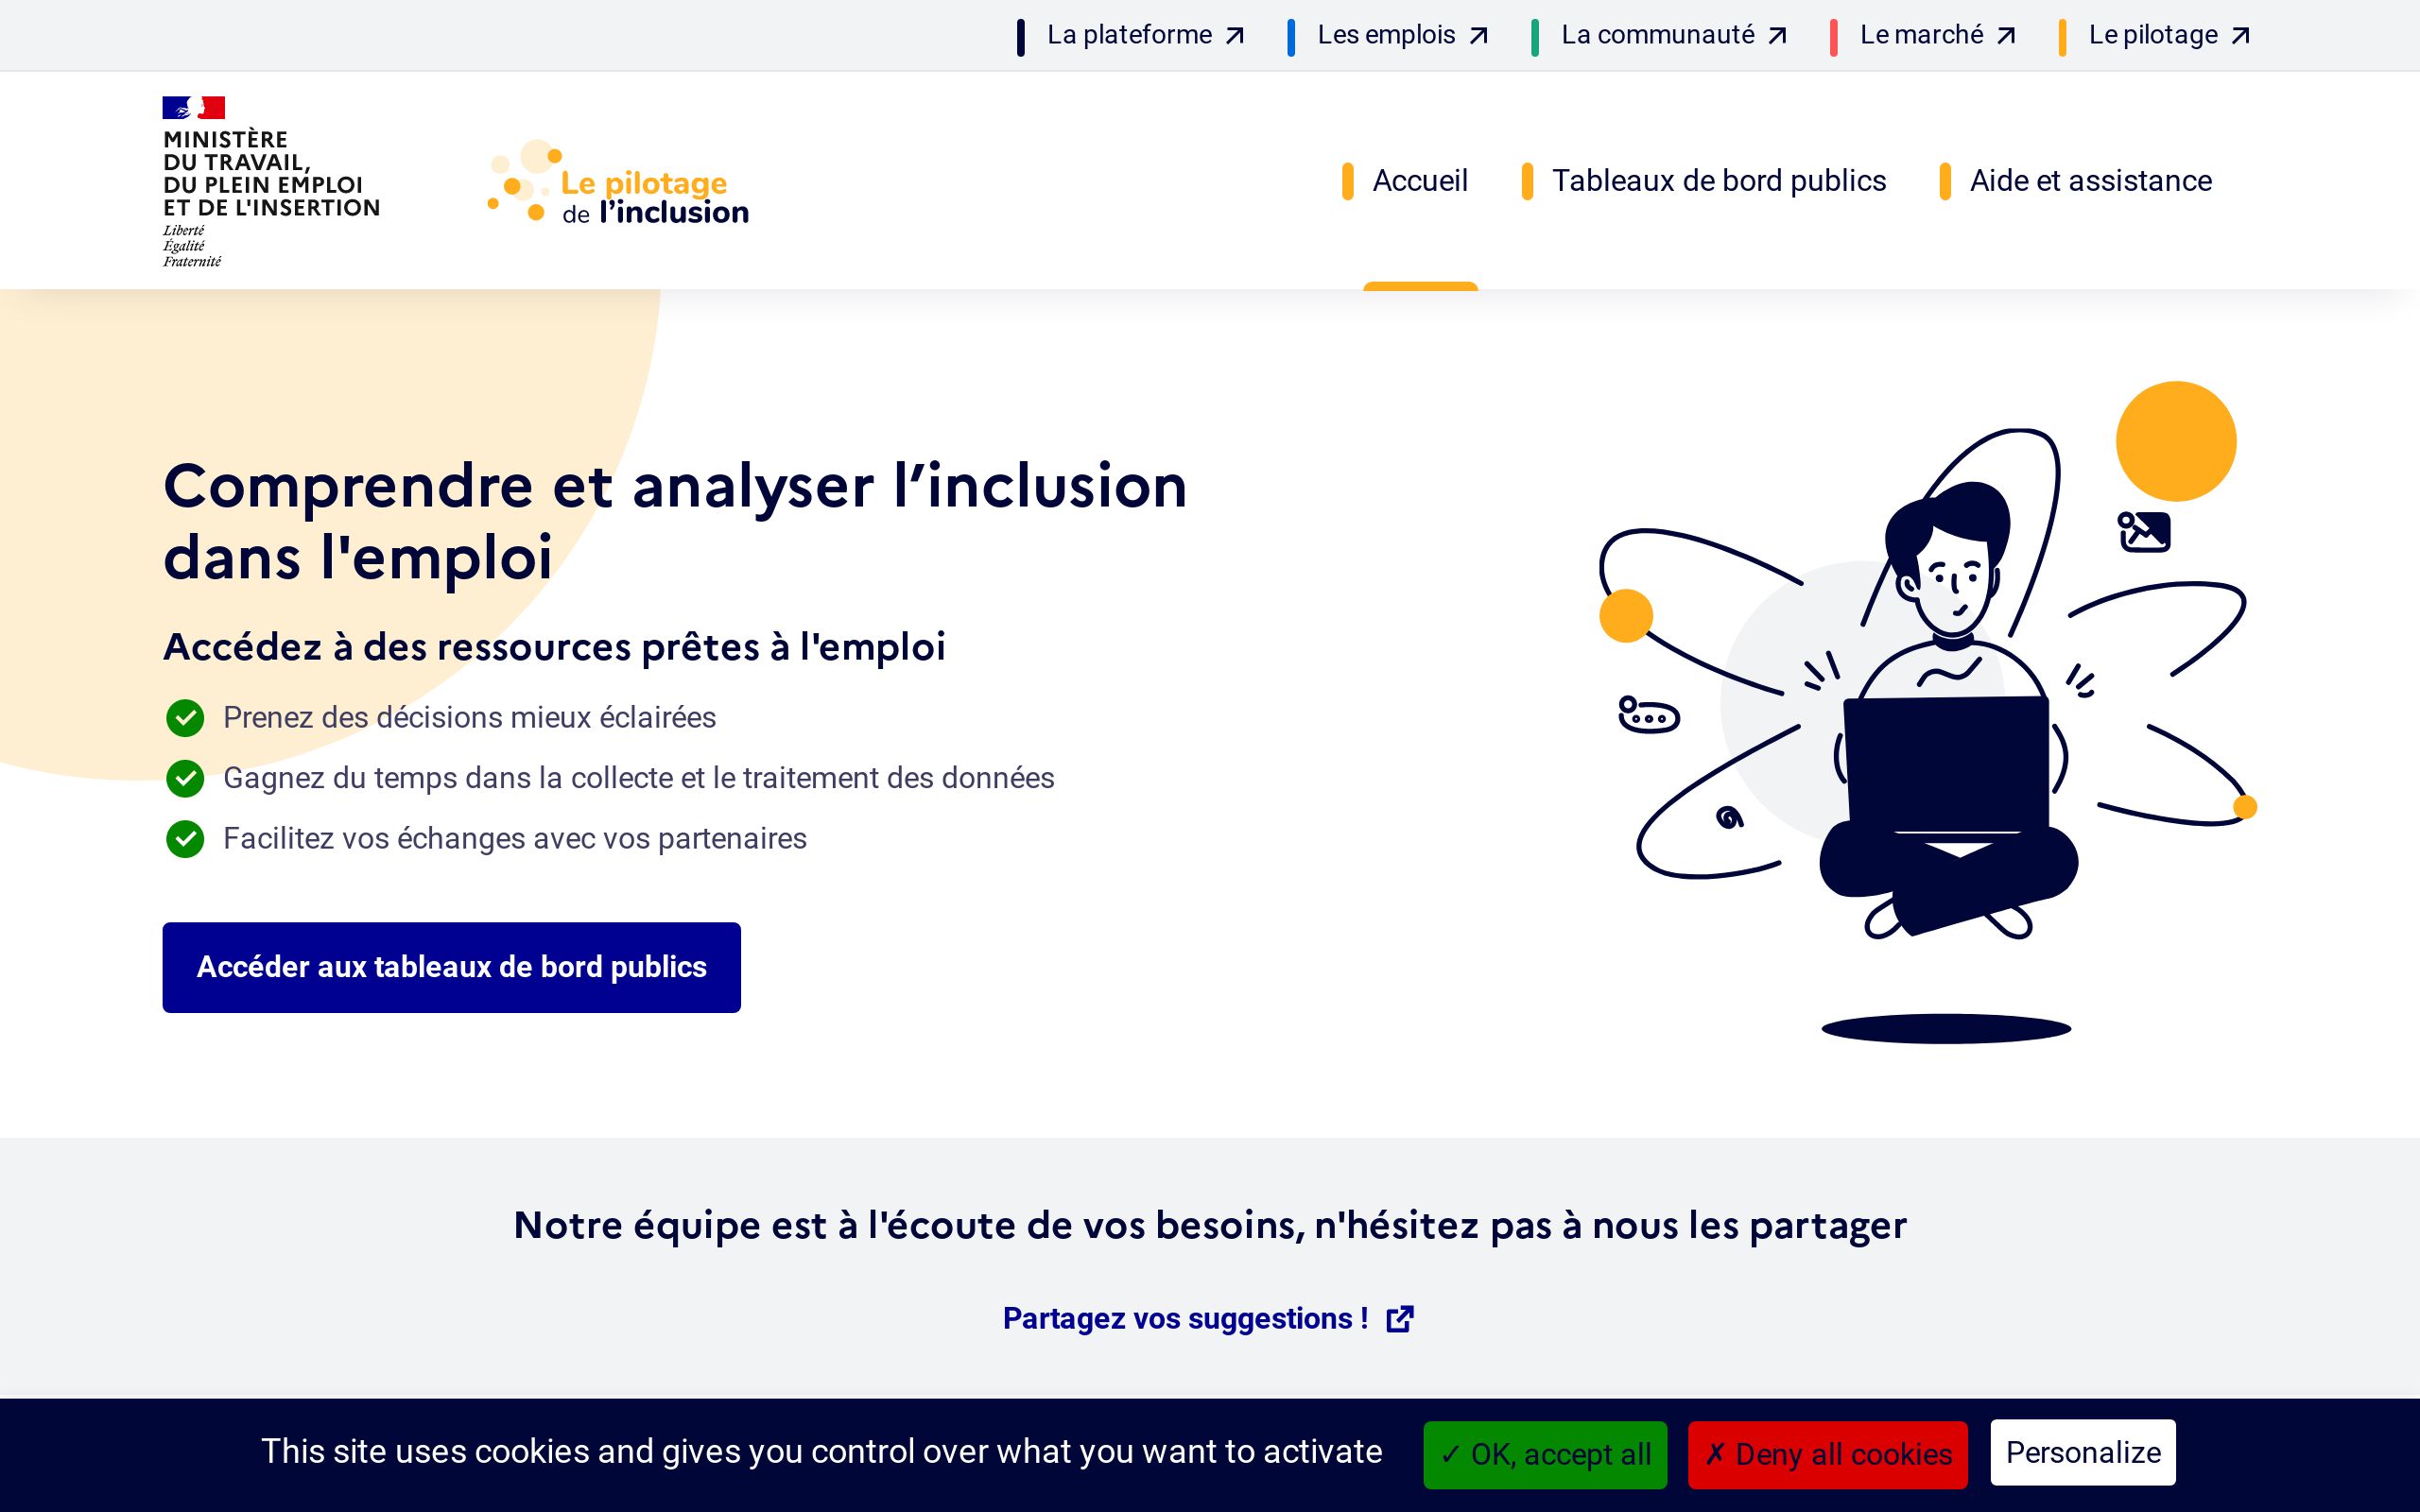 La plateforme
Les emplois
La communauté
Le marché
Le pilotage
MINISTÈRE
DU TRAVAIL,
DU PLEIN EMPLOI
ET DE L'INSERTION
Liberté
Égalité
Fraternité
Le pilotage
de l’inclusion
Accueil
Tableaux de bord publics
Aide et assistance
Comprendre et analyser l’inclusion
dans l'emploi
Accédez à des ressources prêtes à l'emploi
Prenez des décisions mieux éclairées
Gagnez du temps dans la collecte et le traitement des données
Facilitez vos échanges avec vos partenaires
Accéder aux tableaux de bord publics
Notre équipe est à l'écoute de vos besoins, n'hésitez pas à nous les partager
Partagez vos suggestions !
This site uses cookies and gives you control over what you want to activate
✓ OK, accept all
✗ Deny all cookies
Personalize